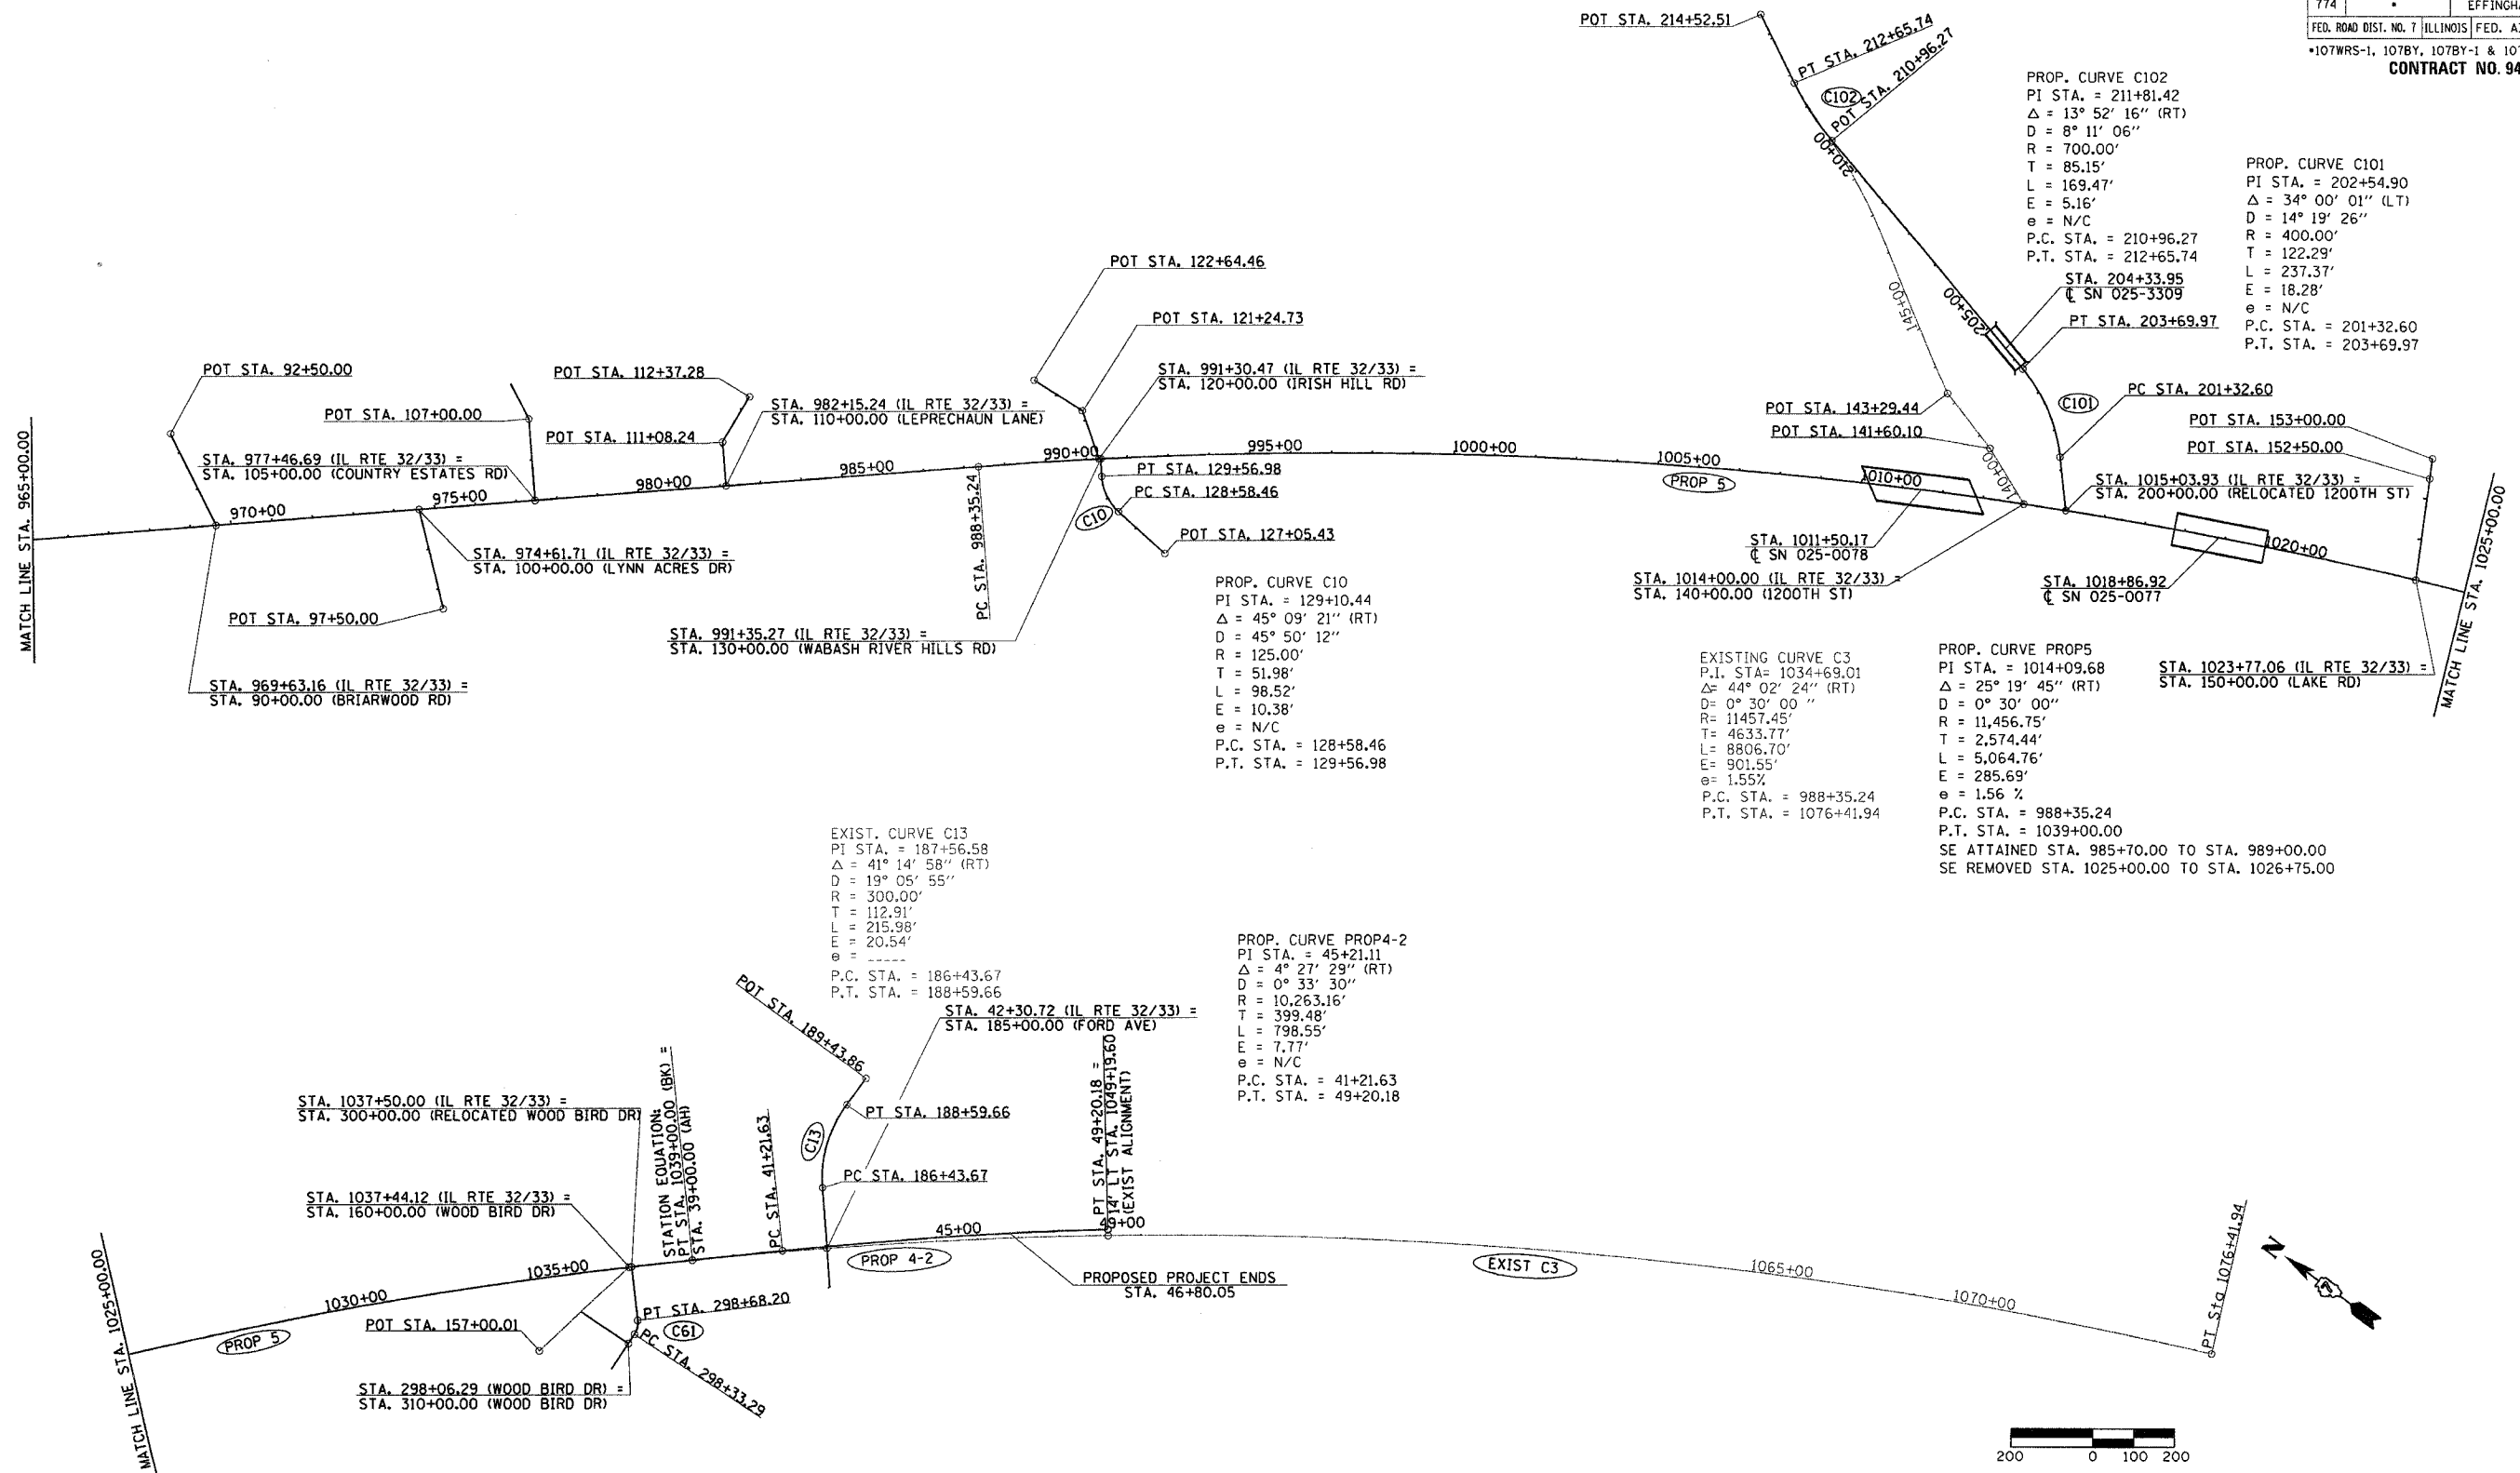 774 • EFFINGH
FED. ROAD DIST. NO. 7 ILLINOIS FED. A
•107WRS-1, 107BY, 107BY-1 & 10
CONTRACT NO. 94
POT STA. 214+52.51
PT STA. 212+65.74
POT STA. 210+96.27
C102
210+00
PROP. CURVE C102
PI STA. = 211+81.42
Δ = 13° 52' 16" (RT)
D = 8° 11' 06"
R = 700.00'
T = 85.15'
L = 169.47'
E = 5.16'
e = N/C
P.C. STA. = 210+96.27
P.T. STA. = 212+65.74
PROP. CURVE C101
PI STA. = 202+54.90
Δ = 34° 00' 01" (LT)
D = 14° 19' 26"
R = 400.00'
T = 122.29'
L = 237.37'
E = 18.28'
e = N/C
P.C. STA. = 201+32.60
P.T. STA. = 203+69.97
STA. 204+33.95
℄ SN 025-3309
PT STA. 203+69.97
205+00
145+00
PC STA. 201+32.60
C101
POT STA. 143+29.44
POT STA. 141+60.10
140+00
POT STA. 153+00.00
POT STA. 152+50.00
STA. 1015+03.93 (IL RTE 32/33) =
STA. 200+00.00 (RELOCATED 1200TH ST)
POT STA. 122+64.46
POT STA. 121+24.73
STA. 991+30.47 (IL RTE 32/33) =
STA. 120+00.00 (IRISH HILL RD)
POT STA. 92+50.00
POT STA. 107+00.00
POT STA. 112+37.28
POT STA. 111+08.24
STA. 982+15.24 (IL RTE 32/33) =
STA. 110+00.00 (LEPRECHAUN LANE)
STA. 977+46.69 (IL RTE 32/33) =
STA. 105+00.00 (COUNTRY ESTATES RD)
MATCH LINE STA. 965+00.00
970+00
975+00
980+00
985+00
990+00
995+00
1000+00
1005+00
PROP 5
1010+00
1020+00
MATCH LINE STA. 1025+00.00
PT STA. 129+56.98
PC STA. 128+58.46
C10
POT STA. 127+05.43
PC STA. 988+35.24
STA. 974+61.71 (IL RTE 32/33) =
STA. 100+00.00 (LYNN ACRES DR)
POT STA. 97+50.00
STA. 969+63.16 (IL RTE 32/33) =
STA. 90+00.00 (BRIARWOOD RD)
STA. 991+35.27 (IL RTE 32/33) =
STA. 130+00.00 (WABASH RIVER HILLS RD)
STA. 1011+50.17
℄ SN 025-0078
STA. 1014+00.00 (IL RTE 32/33) =
STA. 140+00.00 (1200TH ST)
STA. 1018+86.92
℄ SN 025-0077
STA. 1023+77.06 (IL RTE 32/33) =
STA. 150+00.00 (LAKE RD)
PROP. CURVE C10
PI STA. = 129+10.44
Δ = 45° 09' 21" (RT)
D = 45° 50' 12"
R = 125.00'
T = 51.98'
L = 98.52'
E = 10.38'
e = N/C
P.C. STA. = 128+58.46
P.T. STA. = 129+56.98
EXISTING CURVE C3
P.I. STA= 1034+69.01
Δ= 44° 02' 24" (RT)
D= 0° 30' 00 "
R= 11457.45'
T= 4633.77'
L= 8806.70'
E= 901.55'
e= 1.55%
P.C. STA. = 988+35.24
P.T. STA. = 1076+41.94
PROP. CURVE PROP5
PI STA. = 1014+09.68
Δ = 25° 19' 45" (RT)
D = 0° 30' 00"
R = 11,456.75'
T = 2,574.44'
L = 5,064.76'
E = 285.69'
e = 1.56 %
P.C. STA. = 988+35.24
P.T. STA. = 1039+00.00
SE ATTAINED STA. 985+70.00 TO STA. 989+00.00
SE REMOVED STA. 1025+00.00 TO STA. 1026+75.00
EXIST. CURVE C13
PI STA. = 187+56.58
Δ = 41° 14' 58" (RT)
D = 19° 05' 55"
R = 300.00'
T = 112.91'
L = 215.98'
E = 20.54'
e = -----
P.C. STA. = 186+43.67
P.T. STA. = 188+59.66
PROP. CURVE PROP4-2
PI STA. = 45+21.11
Δ = 4° 27' 29" (RT)
D = 0° 33' 30"
R = 10,263.16'
T = 399.48'
L = 798.55'
E = 7.77'
e = N/C
P.C. STA. = 41+21.63
P.T. STA. = 49+20.18
POT STA. 189+43.86
STA. 42+30.72 (IL RTE 32/33) =
STA. 185+00.00 (FORD AVE)
STA. 1037+50.00 (IL RTE 32/33) =
STA. 300+00.00 (RELOCATED WOOD BIRD DR)
STATION EQUATION:
PT STA. 1039+00.00 (BK) =
STA. 39+00.00 (AH)
PC STA. 41+21.63
C13
PT STA. 188+59.66
PC STA. 186+43.67
PT STA. 49+20.18 =
14' LT STA. 1049+19.60
(EXIST ALIGNMENT)
STA. 1037+44.12 (IL RTE 32/33) =
STA. 160+00.00 (WOOD BIRD DR)
MATCH LINE STA. 1025+00.00
PROP 5
1030+00
1035+00
PROP 4-2
45+00
49+00
PROPOSED PROJECT ENDS
STA. 46+80.05
EXIST C3
1065+00
1070+00
PT Sta 1076+41.94
N
POT STA. 157+00.01
PT STA. 298+68.20
C61
PC STA. 298+33.29
STA. 298+06.29 (WOOD BIRD DR) =
STA. 310+00.00 (WOOD BIRD DR)
200 0 100 200